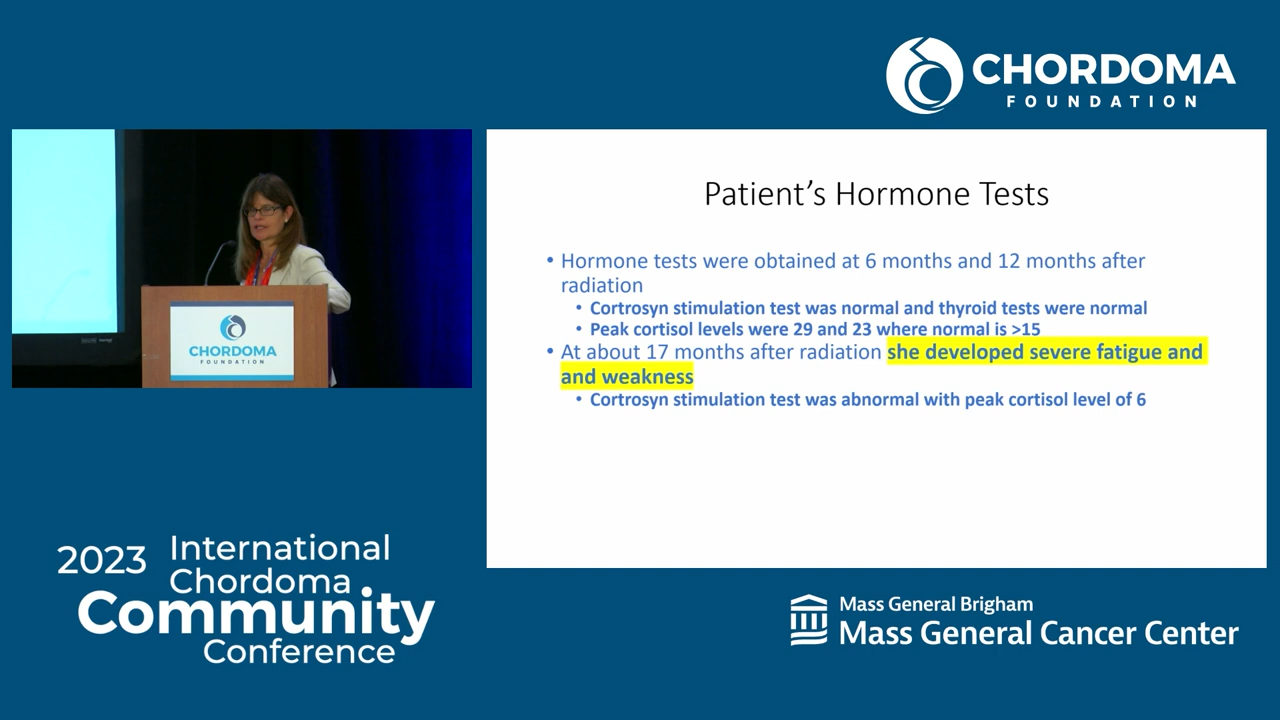 CHORDOMA
FOUNDATION
Patient’s Hormone Tests
• Hormone tests were obtained at 6 months and 12 months after
radiation
• Cortrosyn stimulation test was normal and thyroid tests were normal
• Peak cortisol levels were 29 and 23 where normal is >15
• At about 17 months after radiation she developed severe fatigue and
and weakness
• Cortrosyn stimulation test was abnormal with peak cortisol level of 6
CHORDOMA
FOUNDATION
2023 International
Chordoma
Community
Conference
Mass General Brigham
Mass General Cancer Center